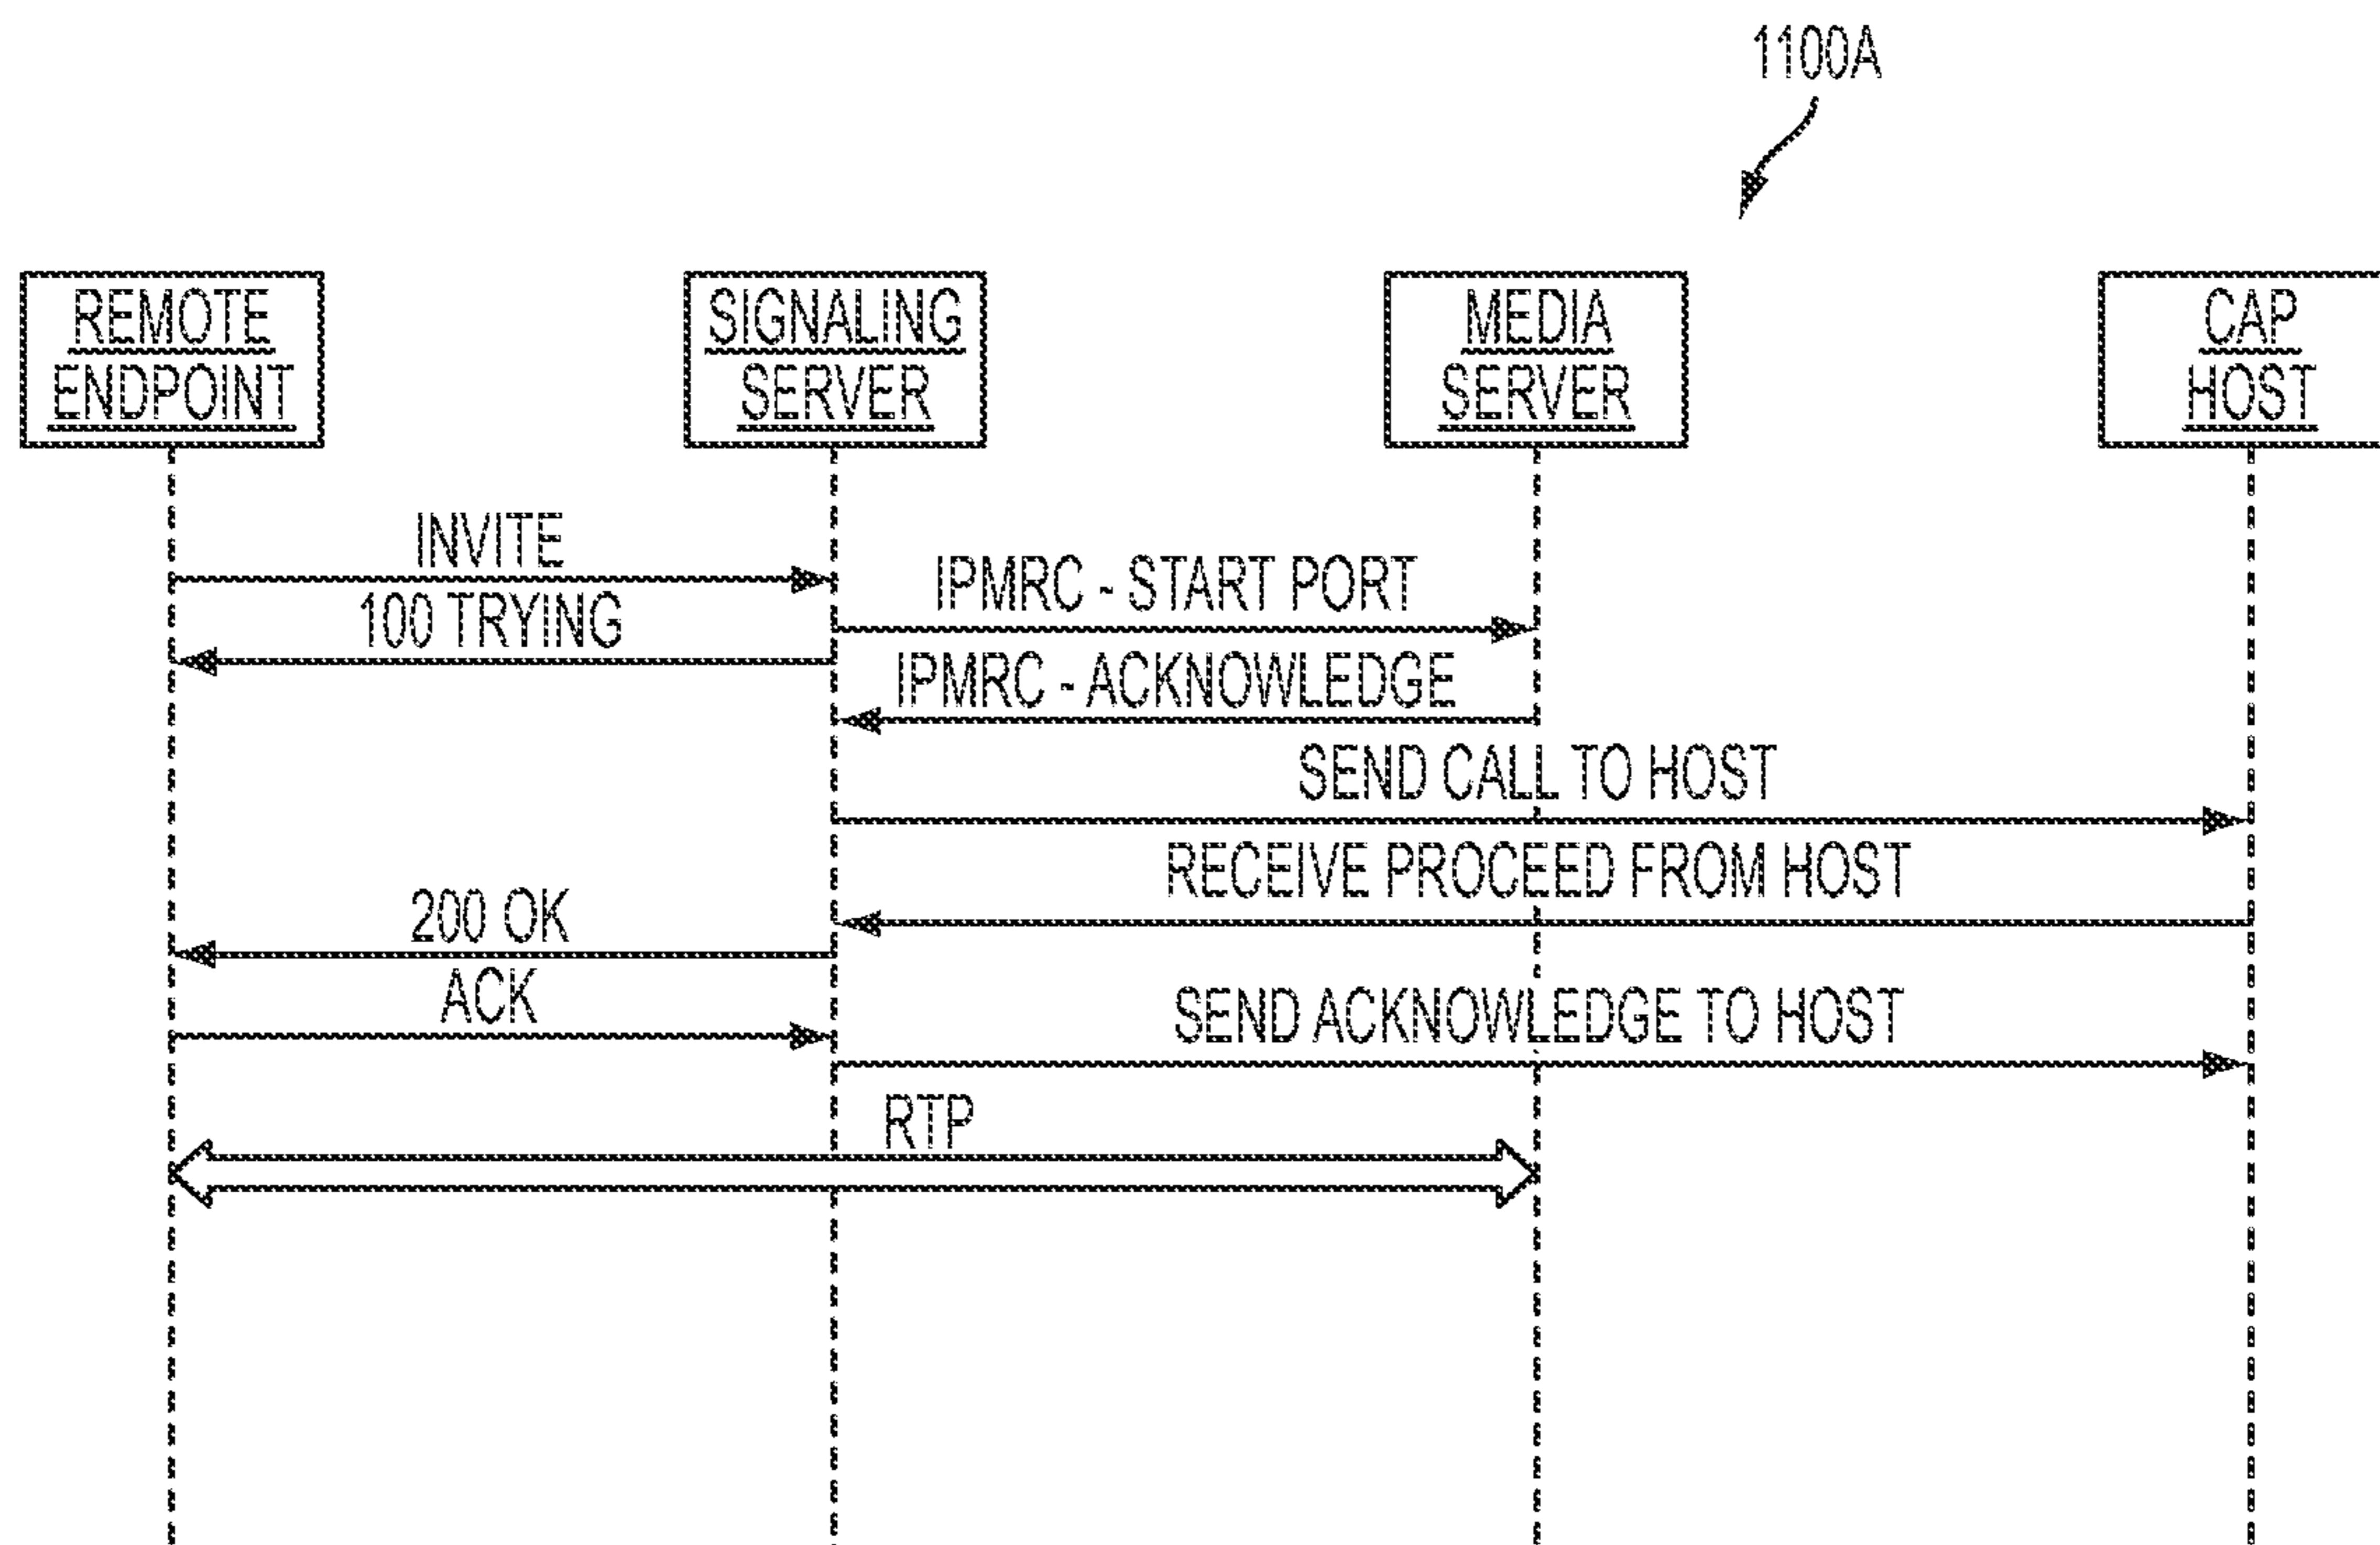 1100A
REMOTE
ENDPOINT
SIGNALING
SERVER
MEDIA
SERVER
CAP
HOST
INVITE
IPMRC - START PORT
100 TRYING
IPMRC - ACKNOWLEDGE
SEND CALL TO HOST
RECEIVE PROCEED FROM HOST
200 OK
ACK
SEND ACKNOWLEDGE TO HOST
RTP